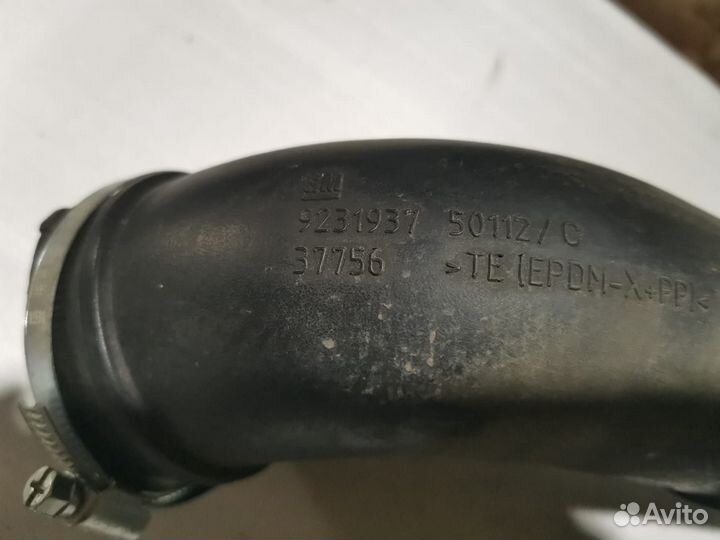 GM
9231937 50112/C
37756 >TE (EPDM-X+PP)<
Avito